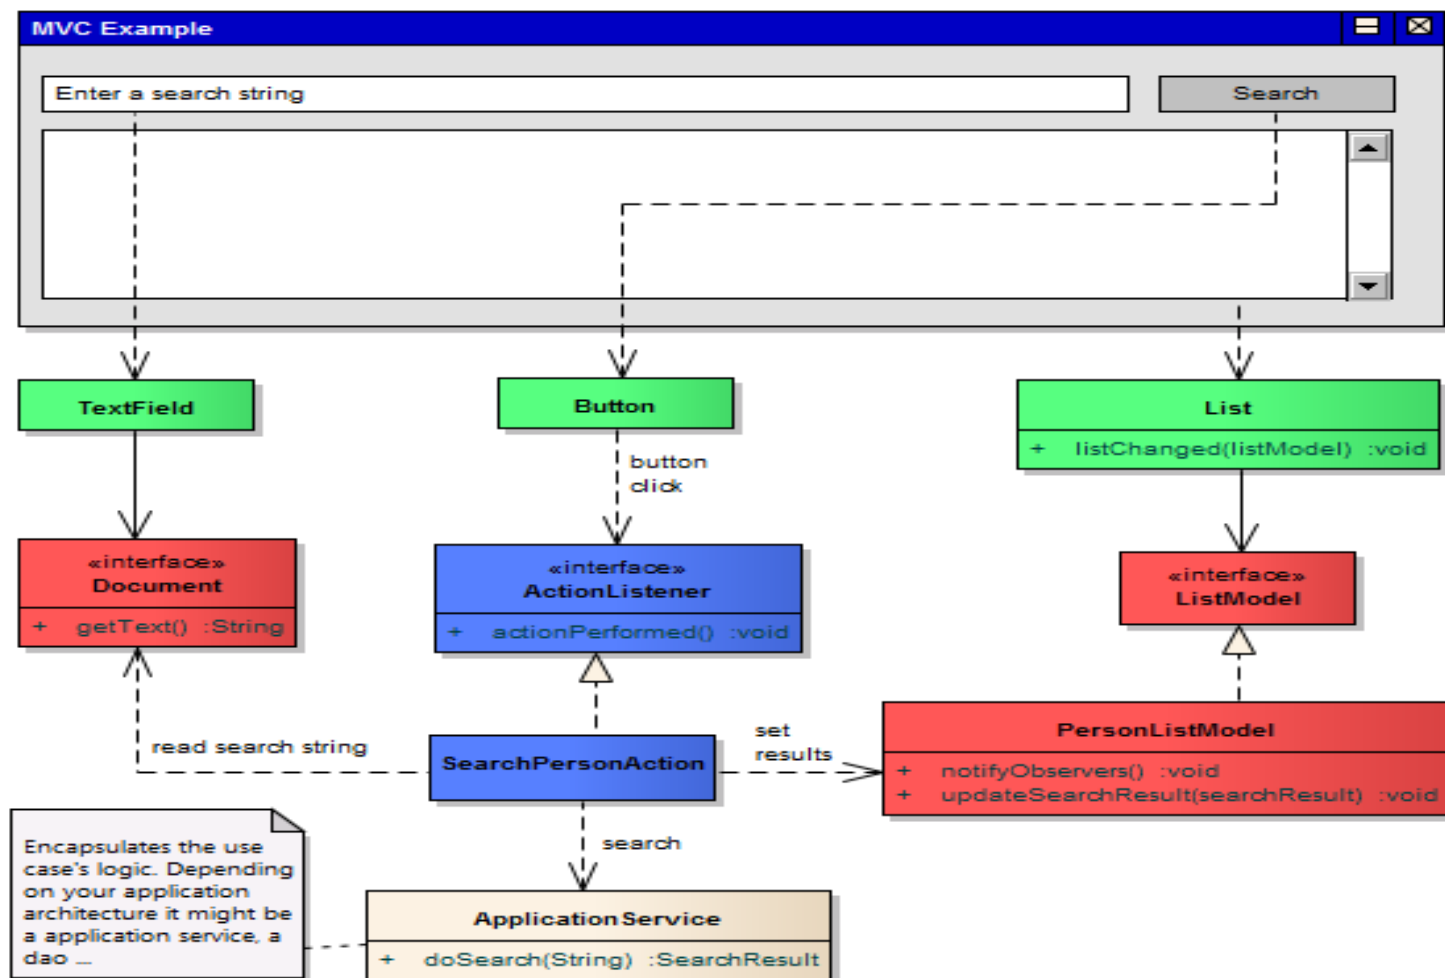 MVC Example
Enter a search string
Search
TextField
Button
List
+ listChanged(listModel) :void
button
click
«interface»
Document
+ getText() :String
«interface»
ActionListener
+ actionPerformed() :void
«interface»
ListModel
read search string
SearchPersonAction
set
results
PersonListModel
+ notifyObservers() :void
+ updateSearchResult(searchResult) :void
search
Encapsulates the use
case's logic. Depending
on your application
architecture it might be
a application service, a
dao ...
ApplicationService
+ doSearch(String) :SearchResult